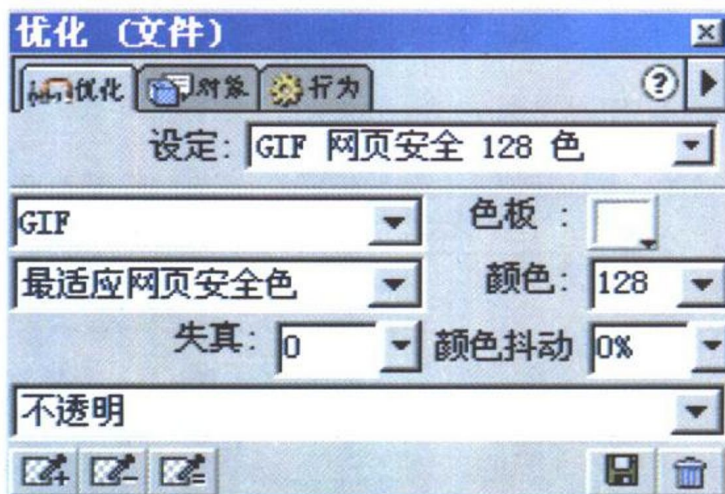 优化 (文件)
优化 对象 行为
设定: GIF 网页安全 128 色
GIF 色板 :
最适应网页安全色 颜色: 128
失真: 0 颜色抖动 0%
不透明